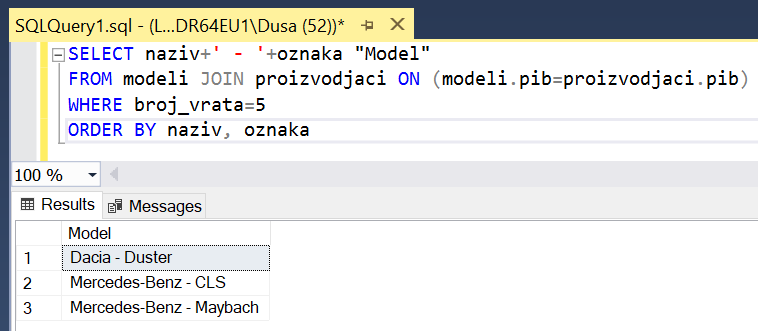 SQLQuery1.sql - (L...DR64EU1\Dusa (52))*
SELECT naziv+' - '+oznaka "Model"
FROM modeli JOIN proizvodjaci ON (modeli.pib=proizvodjaci.pib)
WHERE broj_vrata=5
ORDER BY naziv, oznaka
100 %
Results Messages
Model
1 Dacia - Duster
2 Mercedes-Benz - CLS
3 Mercedes-Benz - Maybach